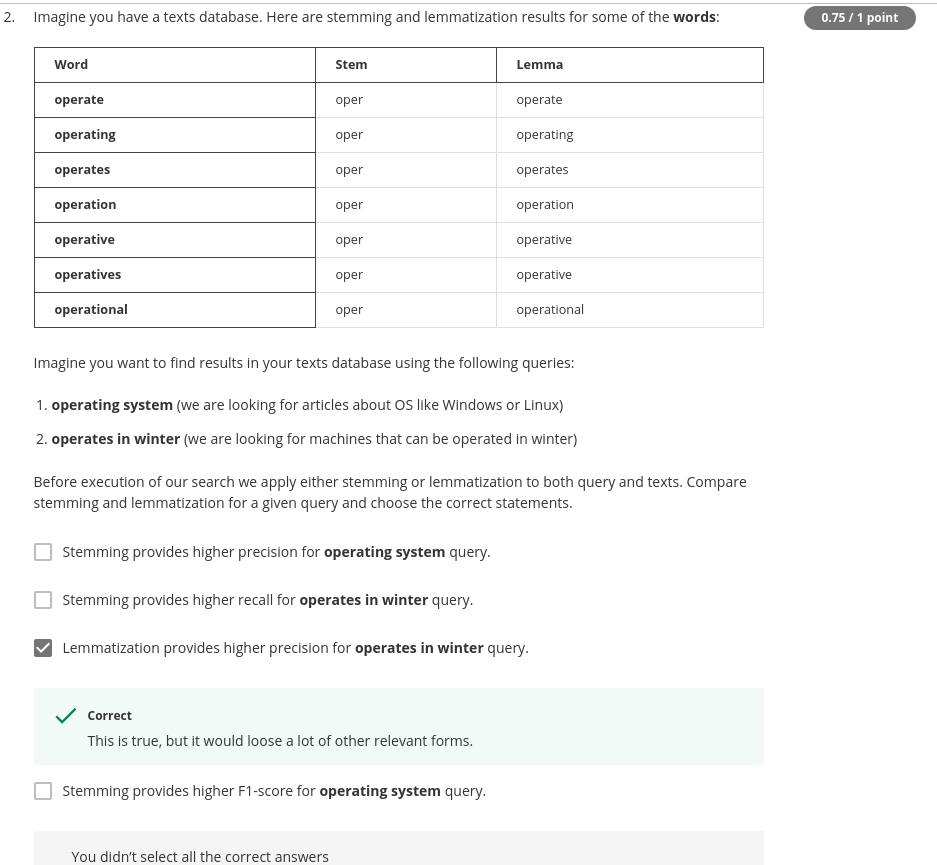 2. Imagine you have a texts database. Here are stemming and lemmatization results for some of the words:
0.75 / 1 point
Word Stem Lemma
operate oper operate
operating oper operating
operates oper operates
operation oper operation
operative oper operative
operatives oper operative
operational oper operational
Imagine you want to find results in your texts database using the following queries:
1. operating system (we are looking for articles about OS like Windows or Linux)
2. operates in winter (we are looking for machines that can be operated in winter)
Before execution of our search we apply either stemming or lemmatization to both query and texts. Compare
stemming and lemmatization for a given query and choose the correct statements.
Stemming provides higher precision for operating system query.
Stemming provides higher recall for operates in winter query.
Lemmatization provides higher precision for operates in winter query.
Correct
This is true, but it would loose a lot of other relevant forms.
Stemming provides higher F1-score for operating system query.
You didn't select all the correct answers